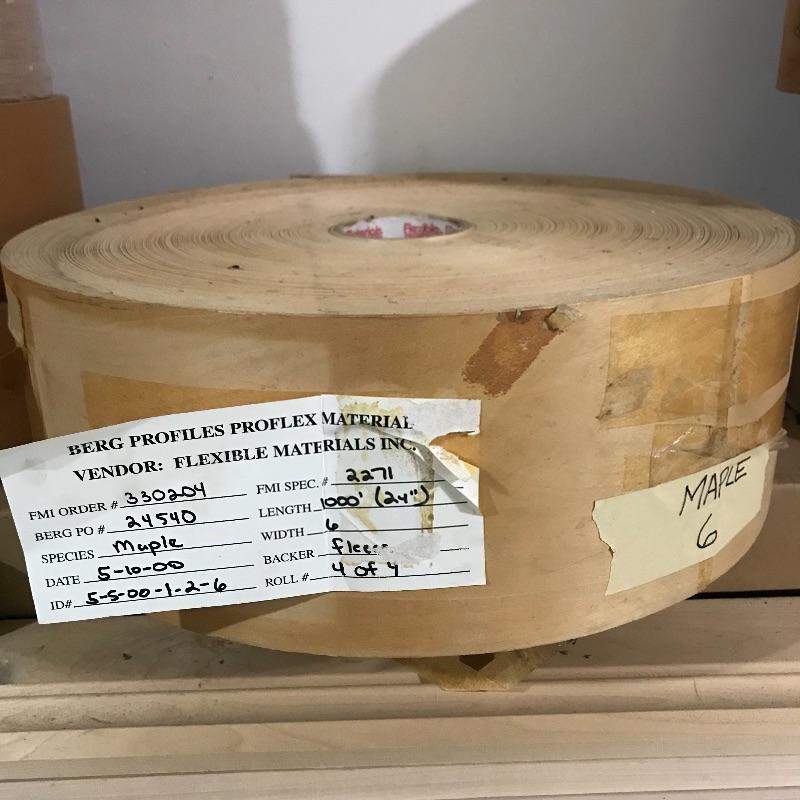 BERG PROFILES PROFLEX MATERIAL
VENDOR: FLEXIBLE MATERIALS INC.
FMI ORDER # 330204
BERG PO # 24540
SPECIES Maple
DATE 5-10-00
ID# 5-5-00-1-2-6
FMI SPEC. # 2271
LENGTH 1000' (24")
WIDTH 6
BACKER
ROLL # 4 OF 4
MAPLE
6